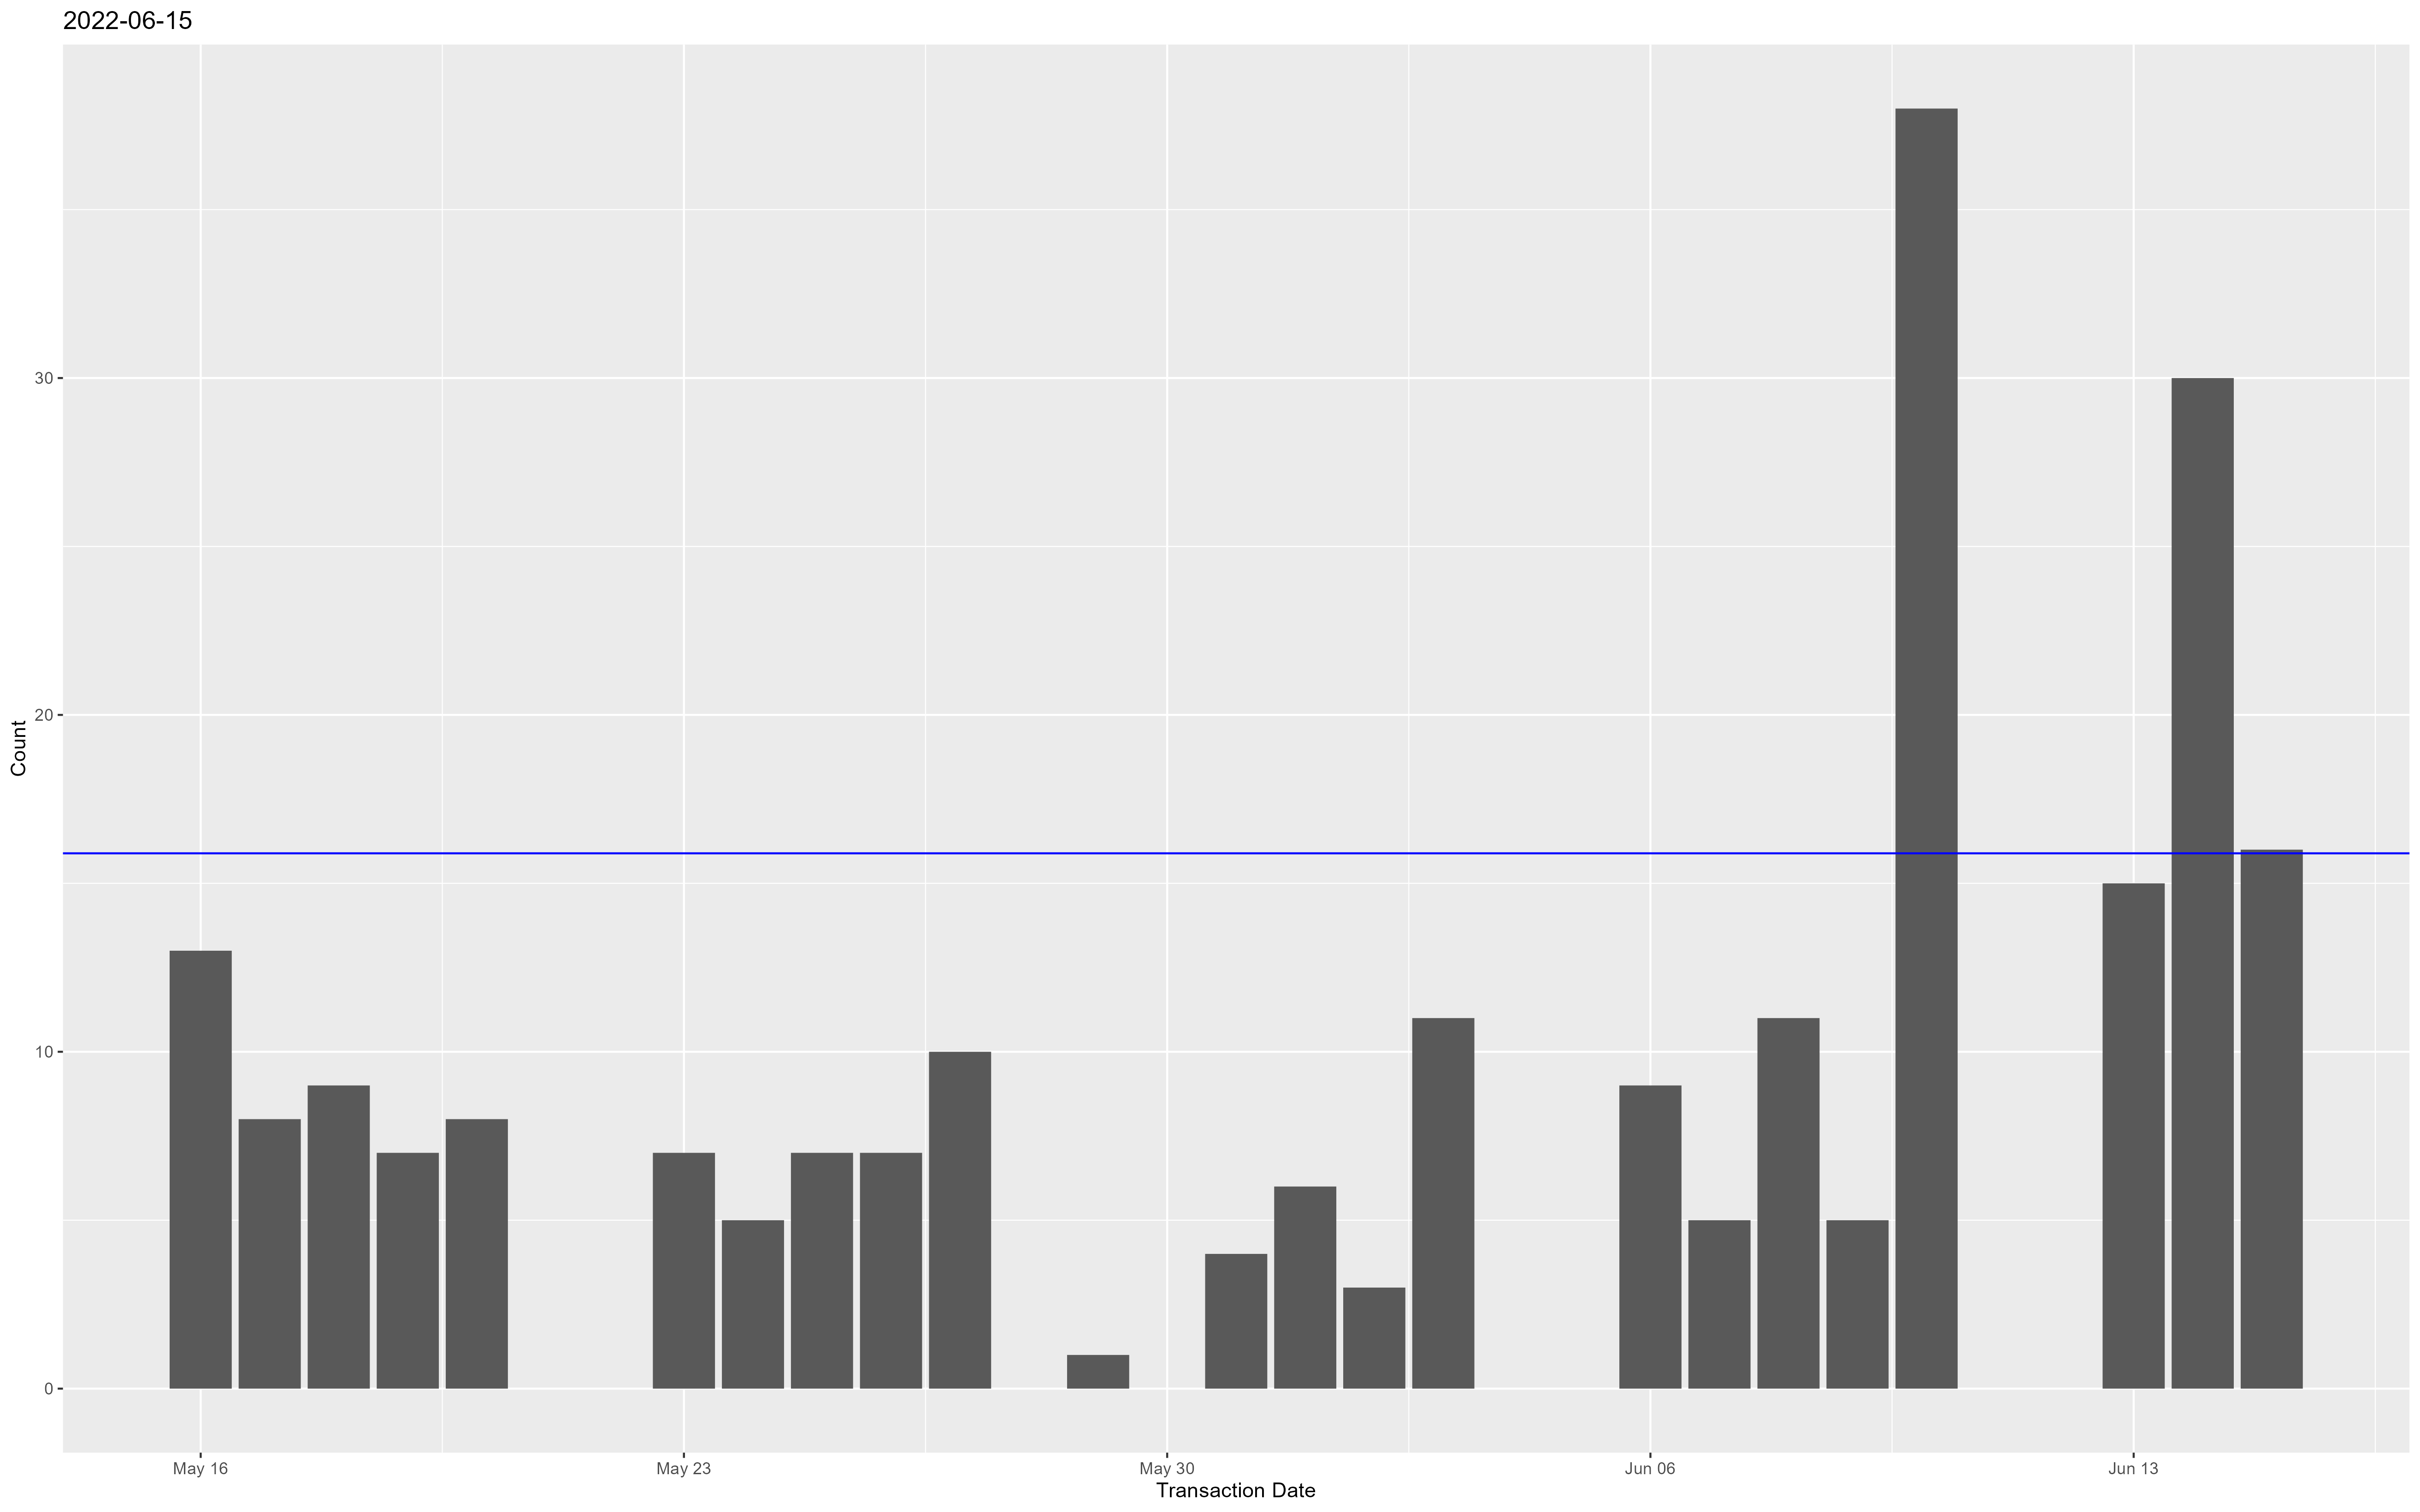 2022-06-15
Count
30
20
10
0
May 16
May 23
May 30
Jun 06
Jun 13
Transaction Date